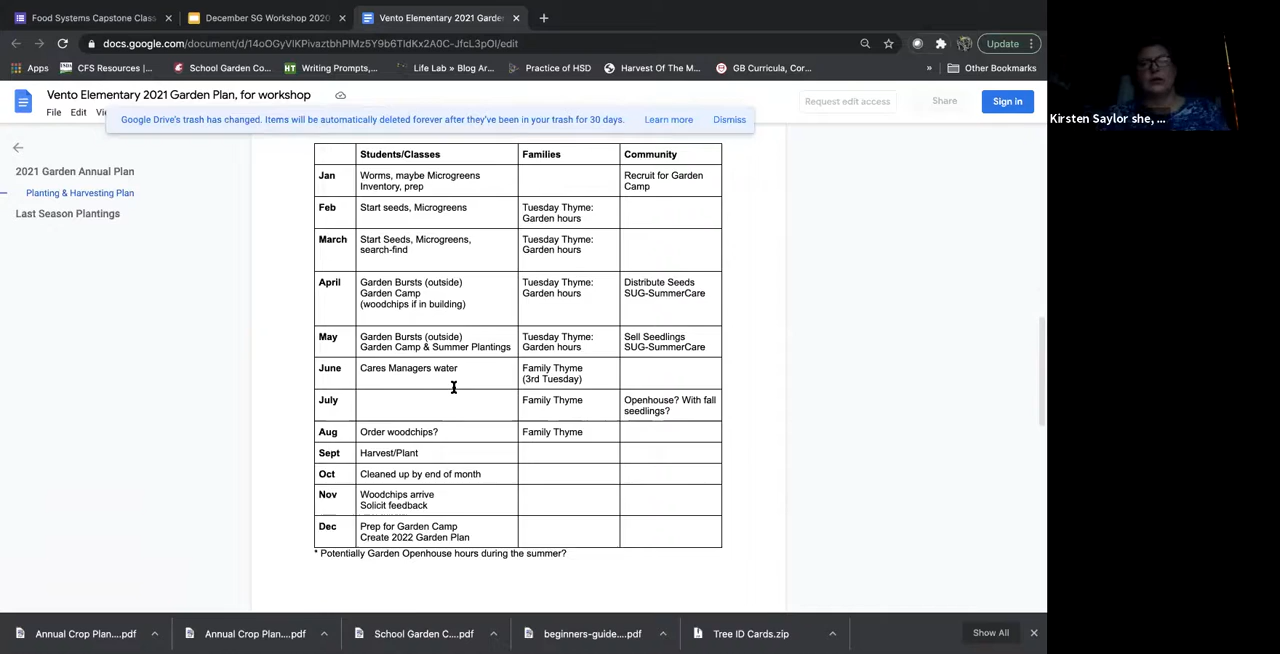 Food Systems Capstone Class
December SG Workshop 2020
Vento Elementary 2021 Garde
docs.google.com/document/d/14oOGyVIKPivaztbhPIMz5Y9b6TIdKx2A0C-JfcL3pOI/edit
Update
Apps
CFS Resources |...
School Garden Co...
Writing Prompts,...
Life Lab » Blog Ar...
Practice of HSD
Harvest Of The M...
GB Curricula, Cor...
»
Other Bookmarks
Vento Elementary 2021 Garden Plan, for workshop
Request edit access
Share
Sign in
File Edit Vi
Google Drive's trash has changed. Items will be automatically deleted forever after they've been in your trash for 30 days. Learn more Dismiss
Kirsten Saylor she, ...
2021 Garden Annual Plan
Planting & Harvesting Plan
Last Season Plantings
Students/Classes Families Community
Jan Worms, maybe Microgreens Recruit for Garden
Inventory, prep Camp
Feb Start seeds, Microgreens Tuesday Thyme:
Garden hours
March Start Seeds, Microgreens, Tuesday Thyme:
search-find Garden hours
April Garden Bursts (outside) Tuesday Thyme: Distribute Seeds
Garden Camp Garden hours SUG-SummerCare
(woodchips if in building)
May Garden Bursts (outside) Tuesday Thyme: Sell Seedlings
Garden Camp & Summer Plantings Garden hours SUG-SummerCare
June Cares Managers water Family Thyme
(3rd Tuesday)
July Family Thyme Openhouse? With fall
seedlings?
Aug Order woodchips? Family Thyme
Sept Harvest/Plant
Oct Cleaned up by end of month
Nov Woodchips arrive
Solicit feedback
Dec Prep for Garden Camp
Create 2022 Garden Plan
* Potentially Garden Openhouse hours during the summer?
Annual Crop Plan....pdf
Annual Crop Plan....pdf
School Garden C....pdf
beginners-guide....pdf
Tree ID Cards.zip
Show All